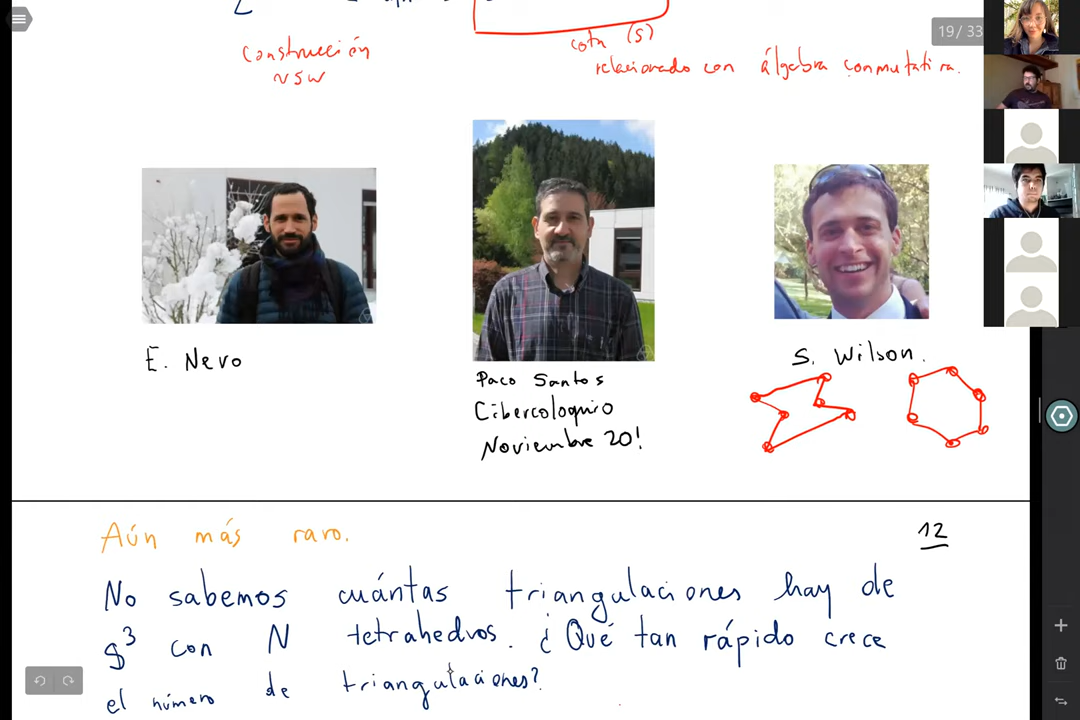 19 / 33
construcción
NSW
cota (S)
relacionado con álgebra conmutativa.
E. Nevo
Paco Santos
Cibercoloquio
Noviembre 20!
S. Wilson.
Aún más raro.
12
No sabemos cuántas triangulaciones hay de
S³ con N tetrahedros. ¿Qué tan rápido crece
el número de triangulaciones?